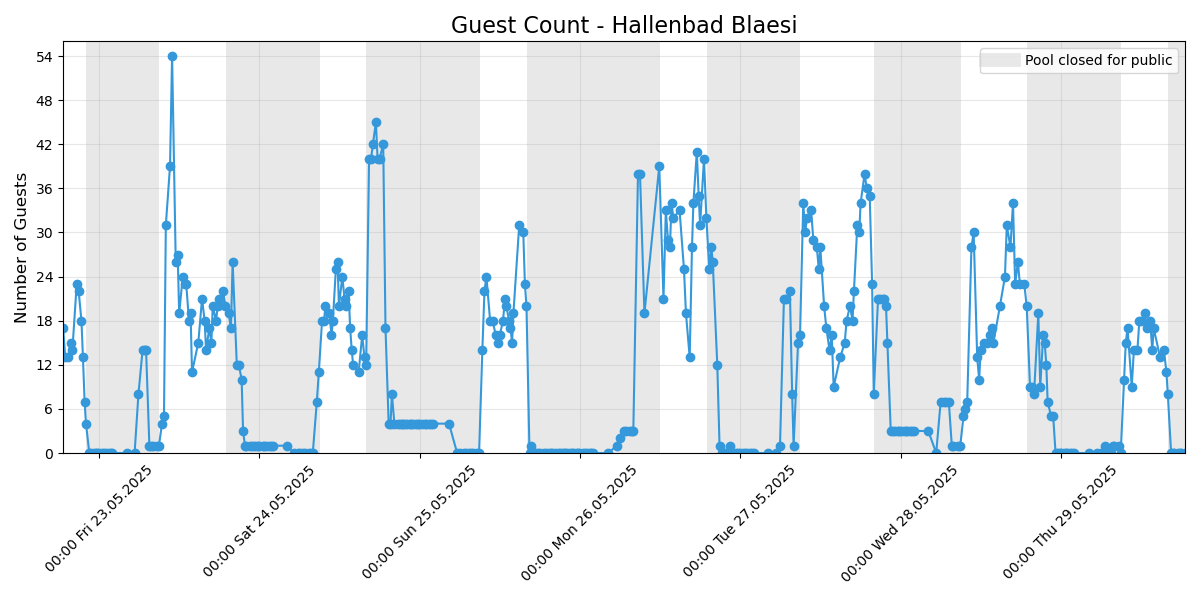 Guest Count - Hallenbad Blaesi
Pool closed for public
Number of Guests
54
48
42
36
30
24
18
12
6
0
00:00 Fri 23.05.2025
00:00 Sat 24.05.2025
00:00 Sun 25.05.2025
00:00 Mon 26.05.2025
00:00 Tue 27.05.2025
00:00 Wed 28.05.2025
00:00 Thu 29.05.2025